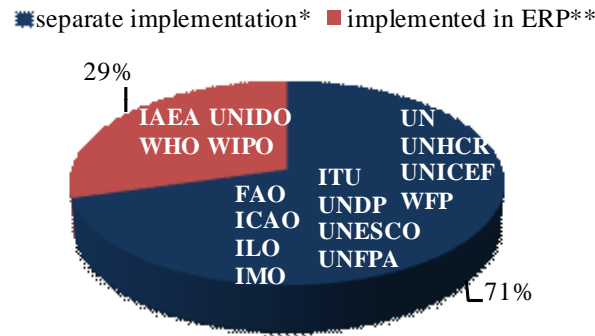 separate implementation* implemented in ERP**
29%
IAEA UNIDO
WHO WIPO
UN
UNHCR
UNICEF
WFP
ITU
UNDP
UNESCO
UNFPA
FAO
ICAO
ILO
IMO
71%